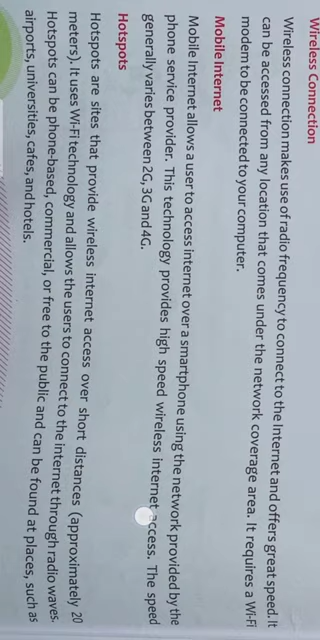 Wireless Connection
Wireless connection makes use of radio frequency to connect to the Internet and offers great speed. It
can be accessed from any location that comes under the network coverage area. It requires a Wi-Fi
modem to be connected to your computer.
Mobile Internet
Mobile Internet allows a user to access internet over a smartphone using the network provided by the
phone service provider. This technology provides high speed wireless internet access. The speed
generally varies between 2G, 3G and 4G.
Hotspots
Hotspots are sites that provide wireless internet access over short distances (approximately 20
meters). It uses Wi-Fi technology and allows the users to connect to the internet through radio waves.
Hotspots can be phone-based, commercial, or free to the public and can be found at places, such as
airports, universities, cafes, and hotels.